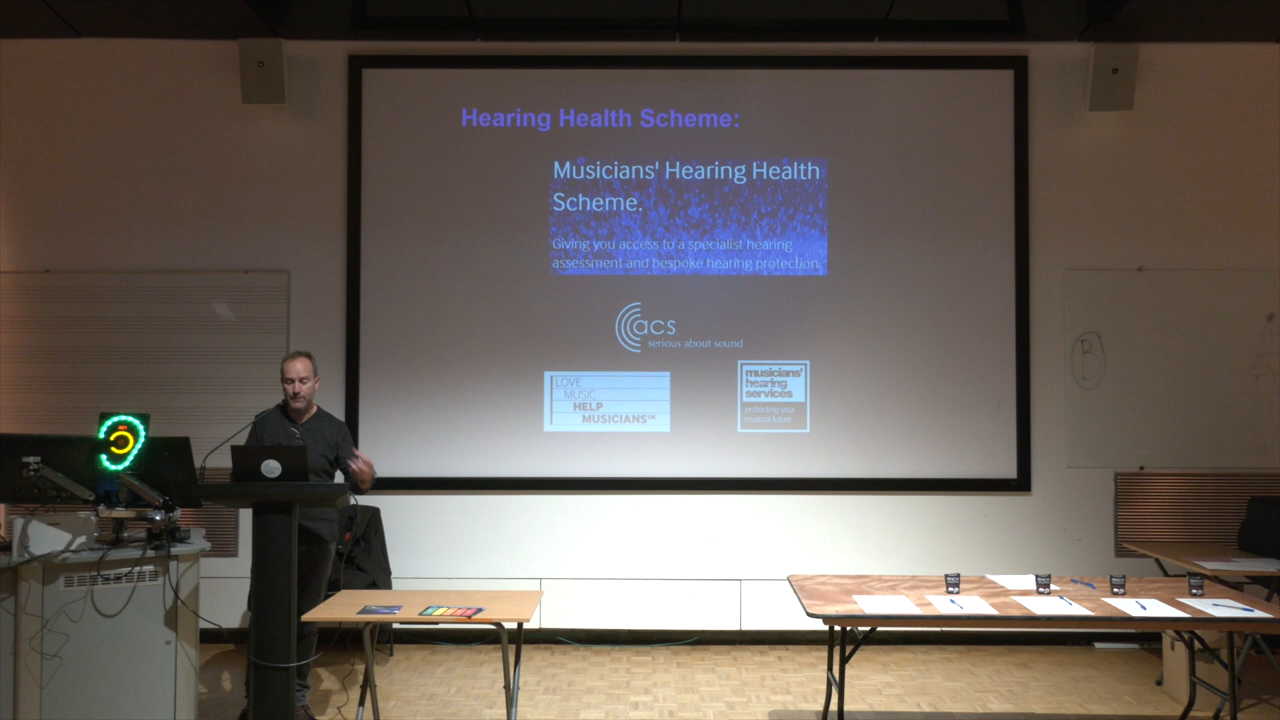 Hearing Health Scheme:
Musicians' Hearing Health
Scheme.
Giving you access to a specialist hearing
assessment and bespoke hearing protection.
acs
serious about sound
LOVE
MUSIC
HELP
MUSICIANS UK
musicians'
hearing
services
protecting your
musical future
B